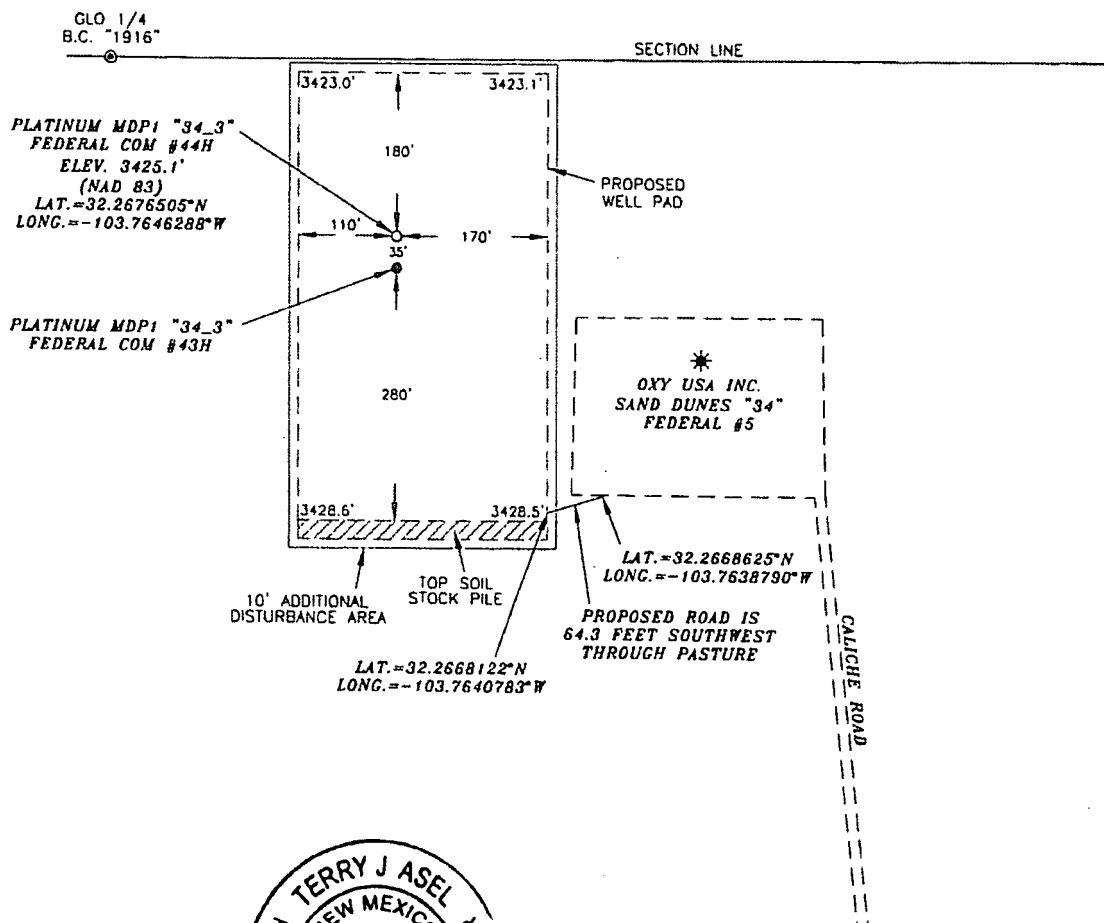 GLO 1/4
B.C. "1916"
SECTION LINE
3423.0'
3423.1'
PLATINUM MDP1 "34_3"
FEDERAL COM #44H
ELEV. 3425.1'
(NAD 83)
LAT.=32.2676505°N
LONG.=-103.7646288°W
180'
PROPOSED
WELL PAD
110'
170'
35'
PLATINUM MDP1 "34_3"
FEDERAL COM #43H
OXY USA INC.
SAND DUNES "34"
FEDERAL #5
280'
3428.6'
3428.5'
LAT.=32.2668625°N
LONG.=-103.7638790°W
10' ADDITIONAL
DISTURBANCE AREA
TOP SOIL
STOCK PILE
PROPOSED ROAD IS
64.3 FEET SOUTHWEST
THROUGH PASTURE
LAT.=32.2668122°N
LONG.=-103.7640783°W
CALICHE ROAD
TERRY J ASEL
NEW MEXICO